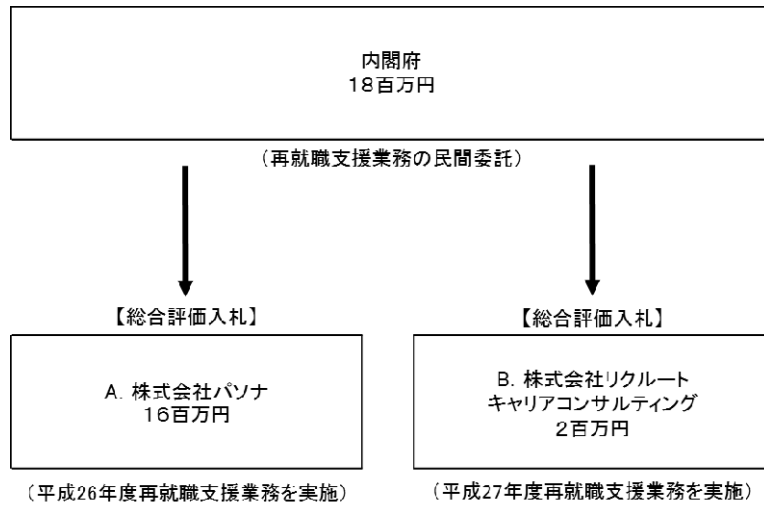 内閣府
18百万円
（再就職支援業務の民間委託）
【総合評価入札】
A. 株式会社パソナ
16百万円
（平成26年度再就職支援業務を実施）
【総合評価入札】
B. 株式会社リクルート
キャリアコンサルティング
2百万円
（平成27年度再就職支援業務を実施）